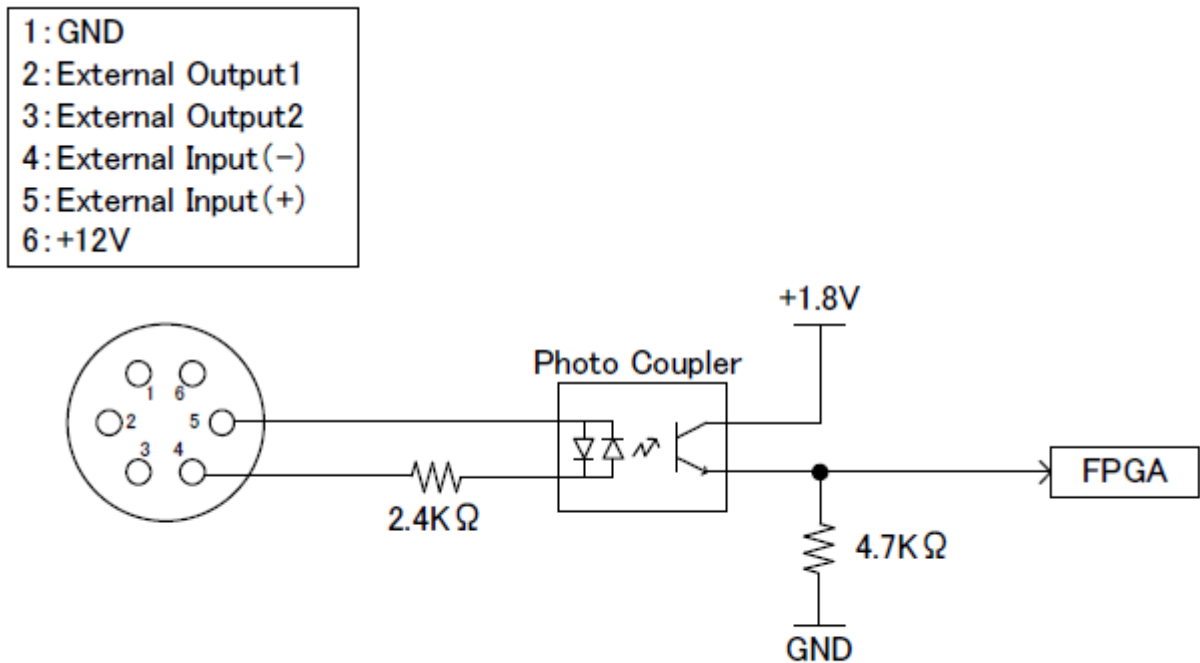 1:GND
2:External Output1
3:External Output2
4:External Input(-)
5:External Input(+)
6:+12V
+1.8V
Photo Coupler
1 6
2 5
3 4
FPGA
2.4KΩ
4.7KΩ
GND